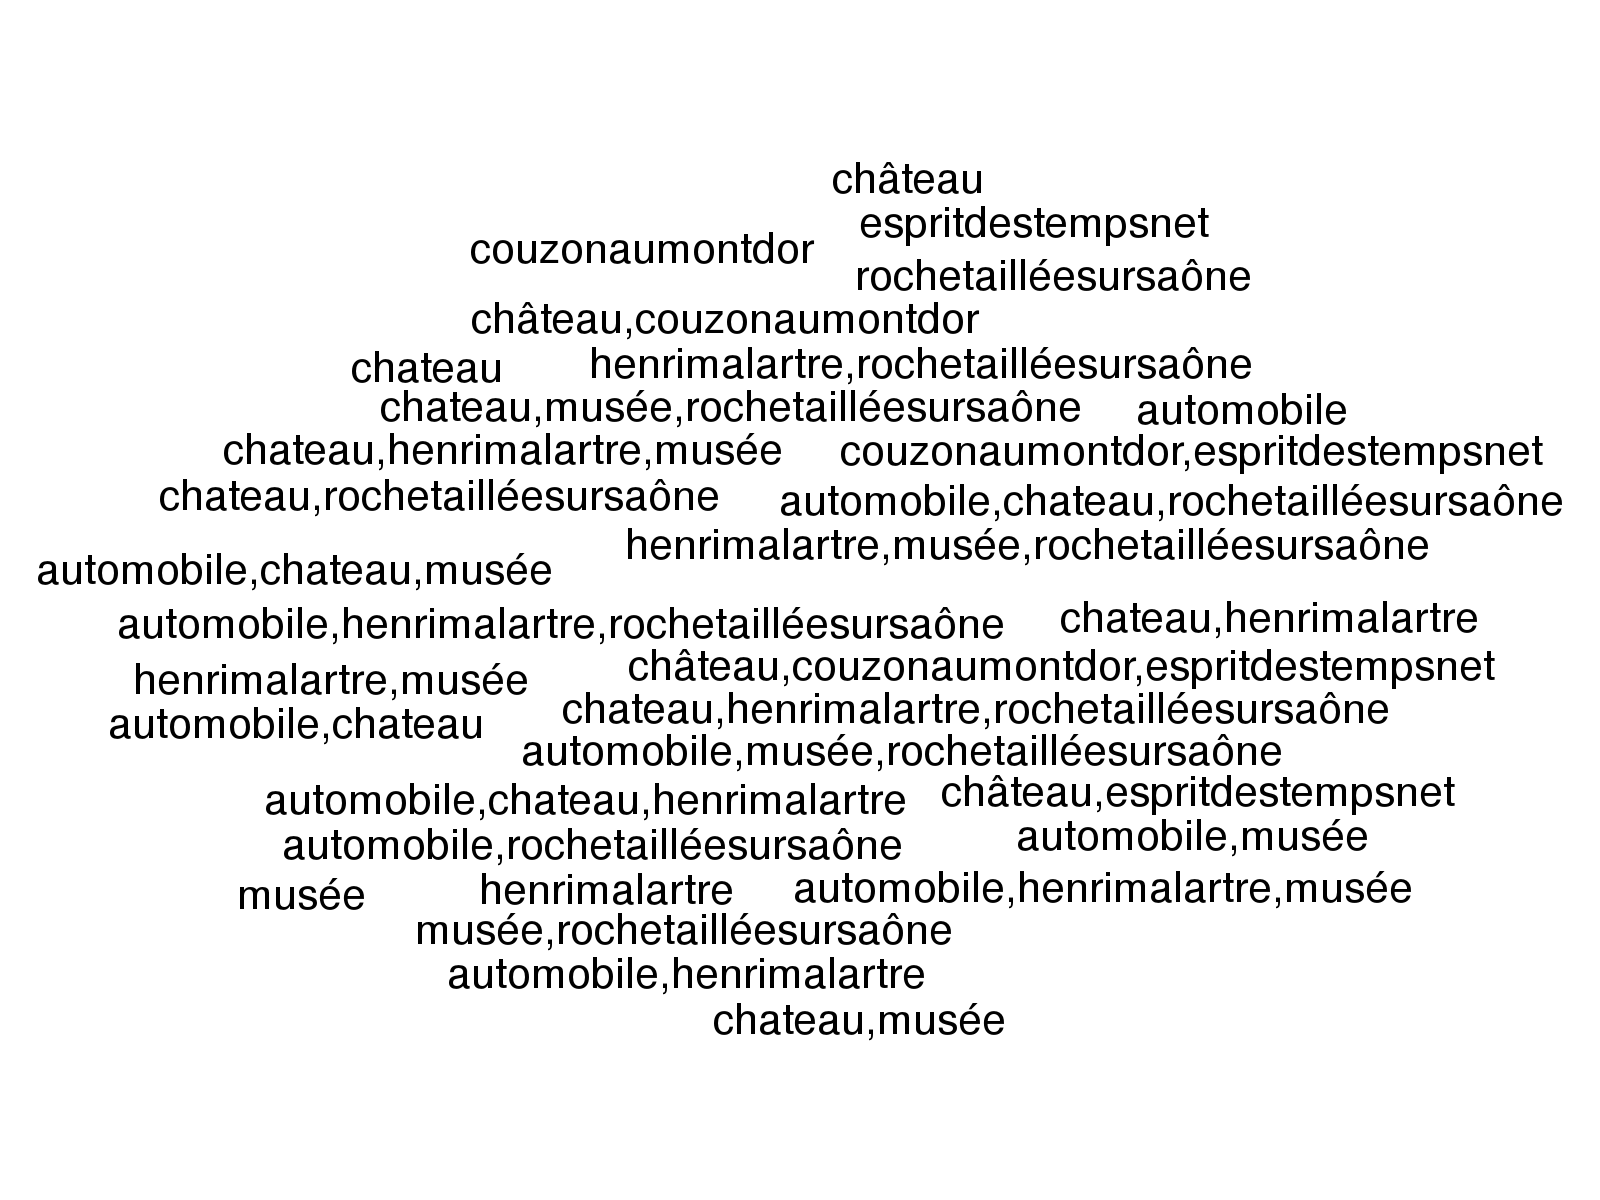 château
espritdestempsnet
couzonaumontdor
rochetailléesursaône
château,couzonaumontdor
chateau henrimalartre,rochetailléesursaône
chateau,musée,rochetailléesursaône automobile
chateau,henrimalartre,musée couzonaumontdor,espritdestempsnet
chateau,rochetailléesursaône automobile,chateau,rochetailléesursaône
henrimalartre,musée,rochetailléesursaône
automobile,chateau,musée
automobile,henrimalartre,rochetailléesursaône chateau,henrimalartre
henrimalartre,musée château,couzonaumontdor,espritdestempsnet
automobile,chateau chateau,henrimalartre,rochetailléesursaône
automobile,musée,rochetailléesursaône
automobile,chateau,henrimalartre château,espritdestempsnet
automobile,rochetailléesursaône automobile,musée
musée henrimalartre automobile,henrimalartre,musée
musée,rochetailléesursaône
automobile,henrimalartre
chateau,musée